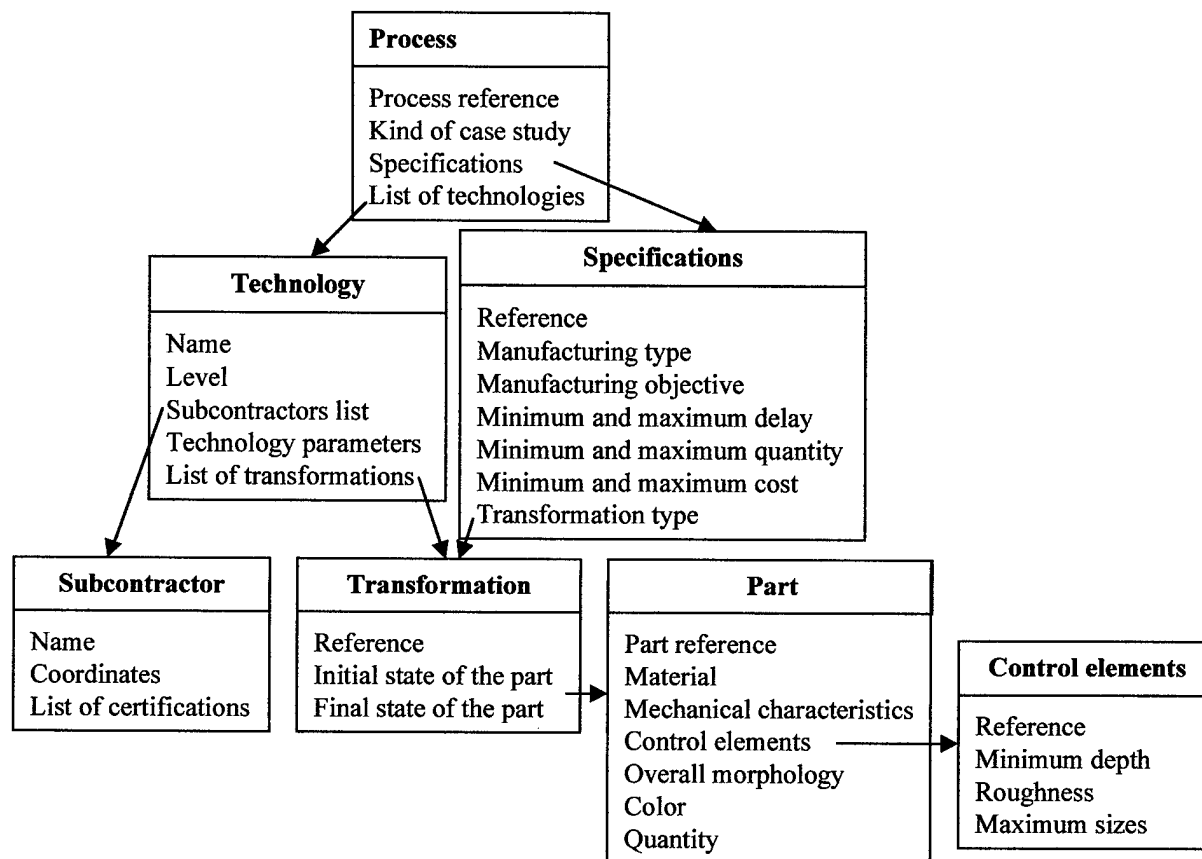 Process
Process reference
Kind of case study
Specifications
List of technologies
Technology
Name
Level
Subcontractors list
Technology parameters
List of transformations
Specifications
Reference
Manufacturing type
Manufacturing objective
Minimum and maximum delay
Minimum and maximum quantity
Minimum and maximum cost
Transformation type
Subcontractor
Name
Coordinates
List of certifications
Transformation
Reference
Initial state of the part
Final state of the part
Part
Part reference
Material
Mechanical characteristics
Control elements
Overall morphology
Color
Quantity
Control elements
Reference
Minimum depth
Roughness
Maximum sizes